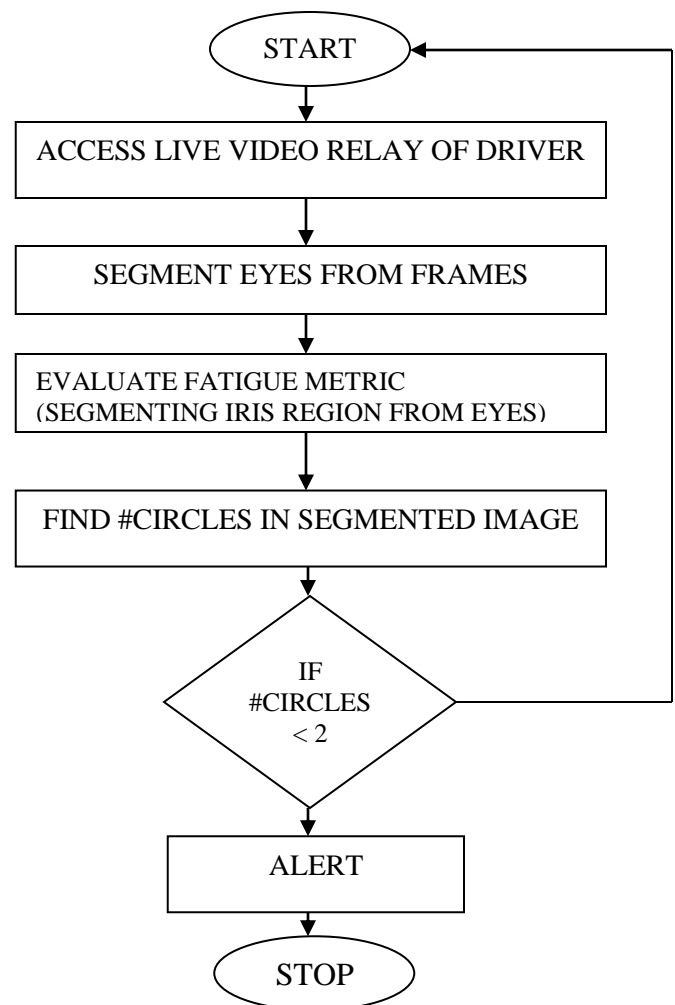 START
ACCESS LIVE VIDEO RELAY OF DRIVER
SEGMENT EYES FROM FRAMES
EVALUATE FATIGUE METRIC
(SEGMENTING IRIS REGION FROM EYES)
FIND #CIRCLES IN SEGMENTED IMAGE
IF
#CIRCLES
< 2
ALERT
STOP